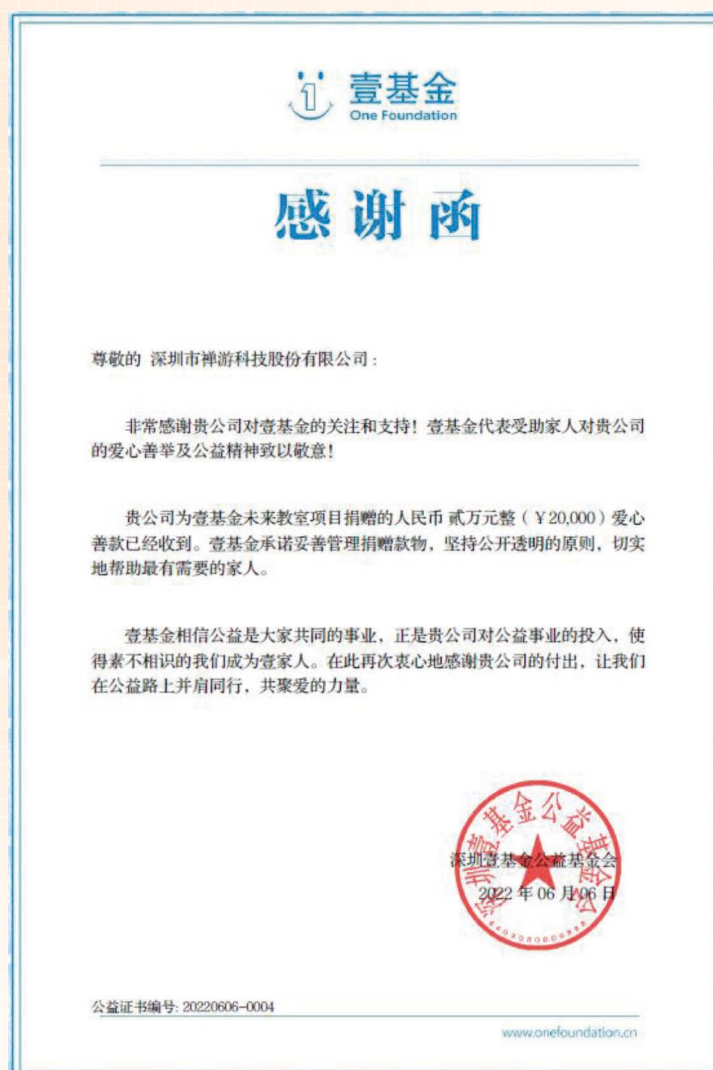 壹基金
One Foundation
感谢函
尊敬的 深圳市禅游科技股份有限公司：
非常感谢贵公司对壹基金的关注和支持！壹基金代表受助家人对贵公司
的爱心善举及公益精神致以敬意！
贵公司为壹基金未来教室项目捐赠的人民币 贰万元整（￥20,000）爱心
善款已经收到。壹基金承诺妥善管理捐赠款物，坚持公开透明的原则，切实
地帮助最有需要的家人。
壹基金相信公益是大家共同的事业，正是贵公司对公益事业的投入，使
得素不相识的我们成为壹家人。在此再次衷心地感谢贵公司的付出，让我们
在公益路上并肩同行，共聚爱的力量。
深圳壹基金公益基金会
深圳壹基金公益基金会
2022 年 06 月 06 日
公益证书编号: 20220606-0004
www.onefoundation.cn